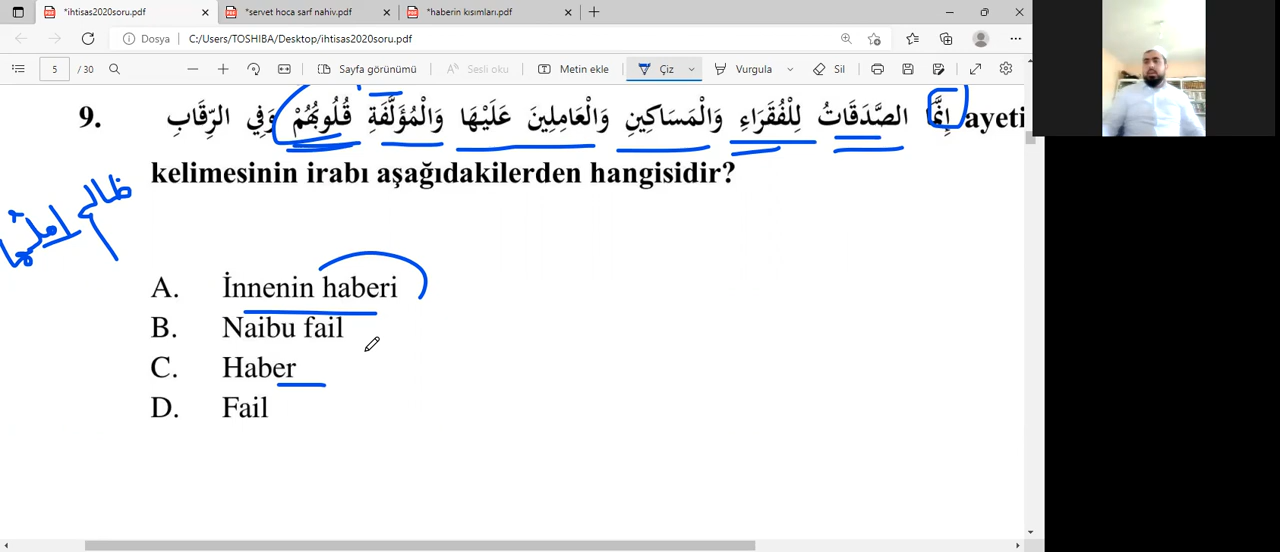 *ihtisas2020soru.pdf
*servet hoca sarf nahiv.pdf
*haberin kısımları.pdf
Dosya
C:/Users/TOSHIBA/Desktop/ihtisas2020soru.pdf
5 / 30
Sayfa görünümü
Sesli oku
Metin ekle
Çiz
Vurgula
Sil
9. إِنَّمَا الصَّدَقَاتُ لِلْفُقَرَاءِ وَالْمَسَاكِينِ وَالْعَامِلِينَ عَلَيْهَا وَالْمُؤَلَّفَةِ قُلُوبُهُمْ وَفِي الرِّقَابِ ayeti
kelimesinin irabı aşağıdakilerden hangisidir?
ظالم
A. İnnenin haberi
B. Naibu fail
C. Haber
D. Fail